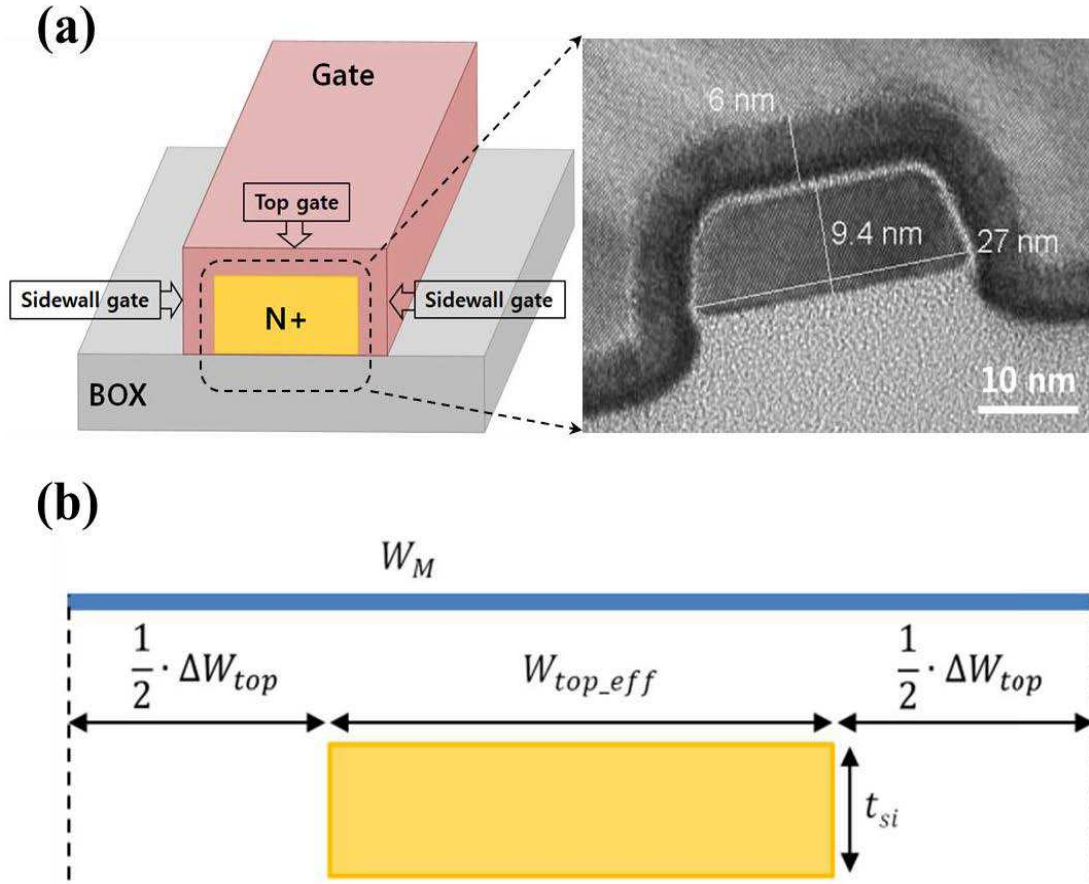 (a)
Gate
Top gate
Sidewall gate
Sidewall gate
N+
BOX
6 nm
9.4 nm
27 nm
10 nm
(b)
W_M
1/2 · ΔW_top
W_top_eff
1/2 · ΔW_top
t_si